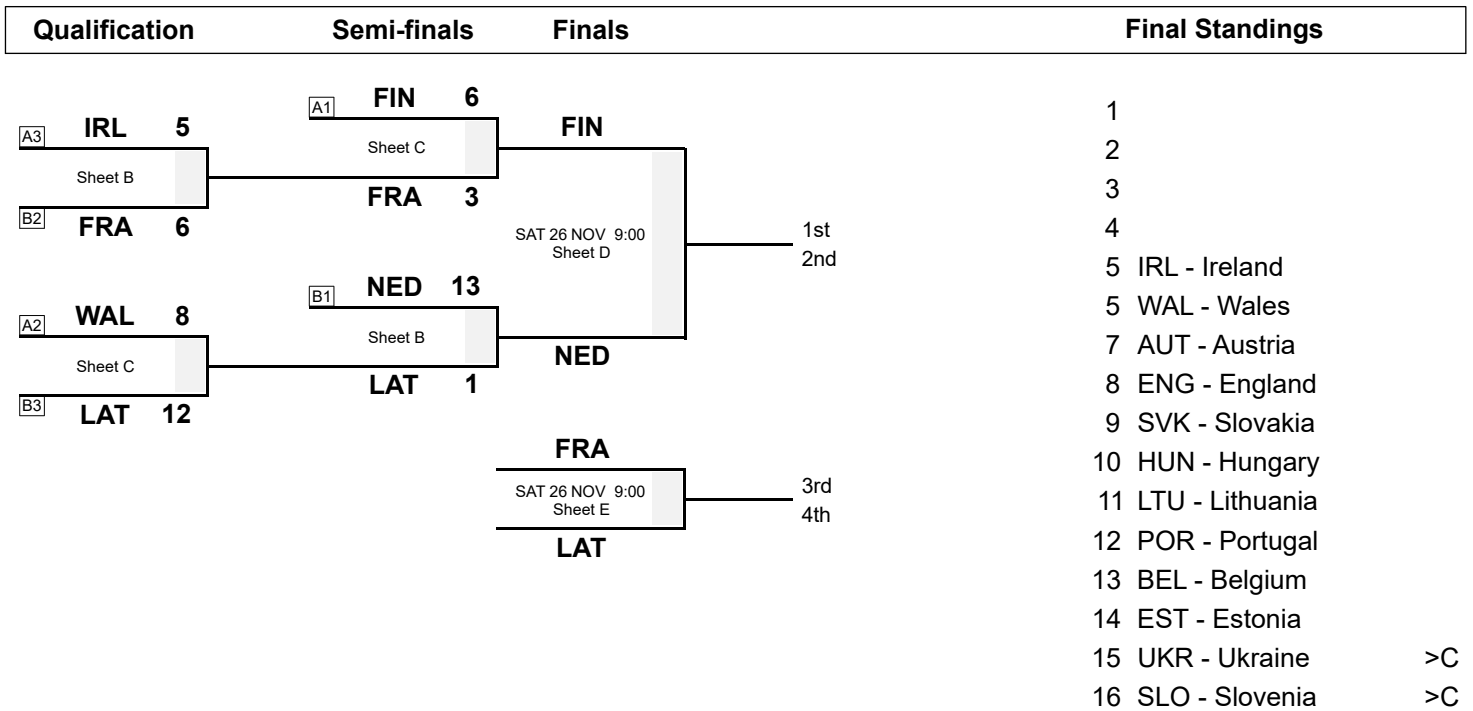 Qualification Semi-finals Finals Final Standings
A1 FIN 6
A3 IRL 5
Sheet C
FIN
Sheet B
FRA 3
B2 FRA 6
SAT 26 NOV 9:00
Sheet D
1st
2nd
B1 NED 13
A2 WAL 8
Sheet B
Sheet C
NED
LAT 1
B3 LAT 12
FRA
SAT 26 NOV 9:00
Sheet E
3rd
4th
LAT
1
2
3
4
5 IRL - Ireland
5 WAL - Wales
7 AUT - Austria
8 ENG - England
9 SVK - Slovakia
10 HUN - Hungary
11 LTU - Lithuania
12 POR - Portugal
13 BEL - Belgium
14 EST - Estonia
15 UKR - Ukraine >C
16 SLO - Slovenia >C